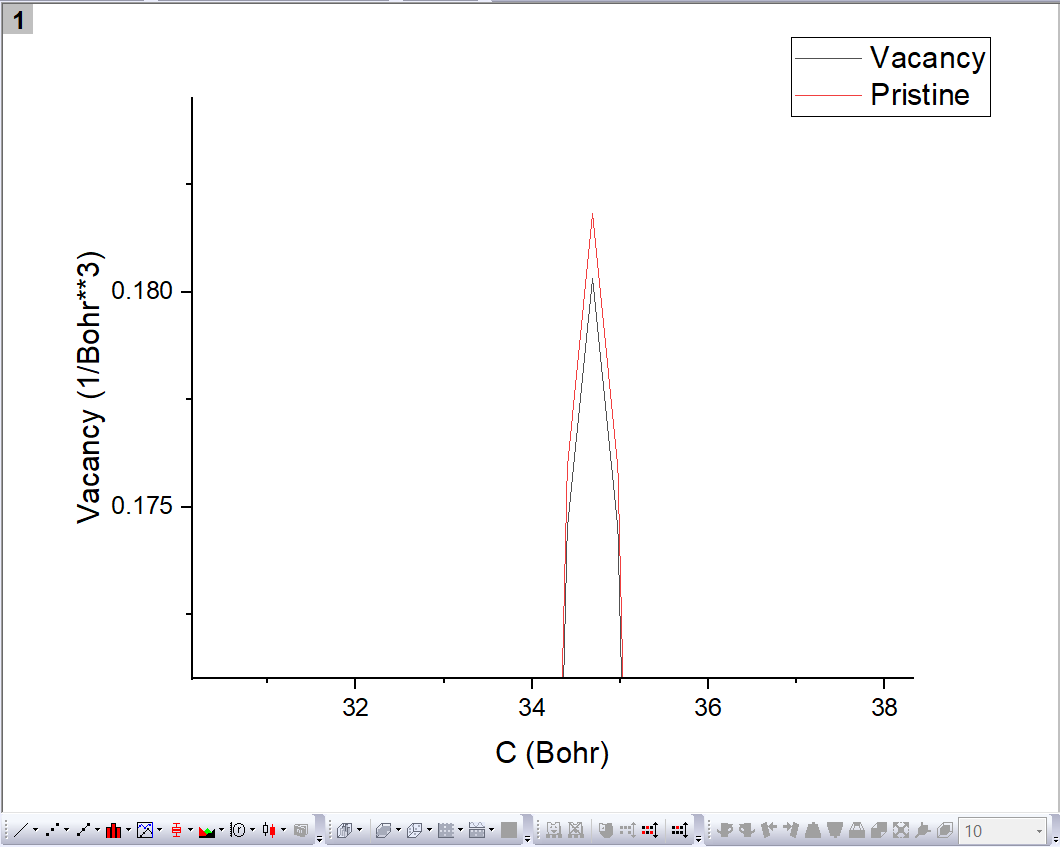 1
Vacancy
Pristine
0.180
0.175
Vacancy (1/Bohr**3)
32 34 36 38
C (Bohr)
10